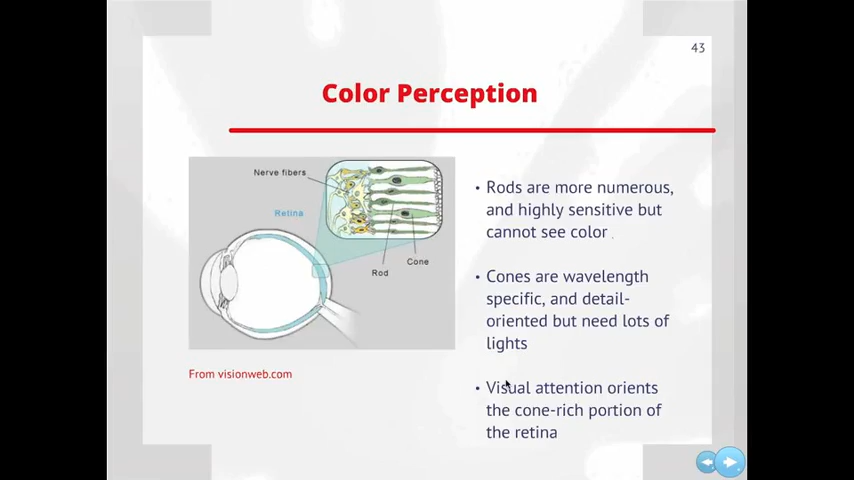 43
Color Perception
Nerve fibers
Retina
Rod
Cone
From visionweb.com
• Rods are more numerous,
and highly sensitive but
cannot see color .
• Cones are wavelength
specific, and detail-
oriented but need lots of
lights
• Visual attention orients
the cone-rich portion of
the retina